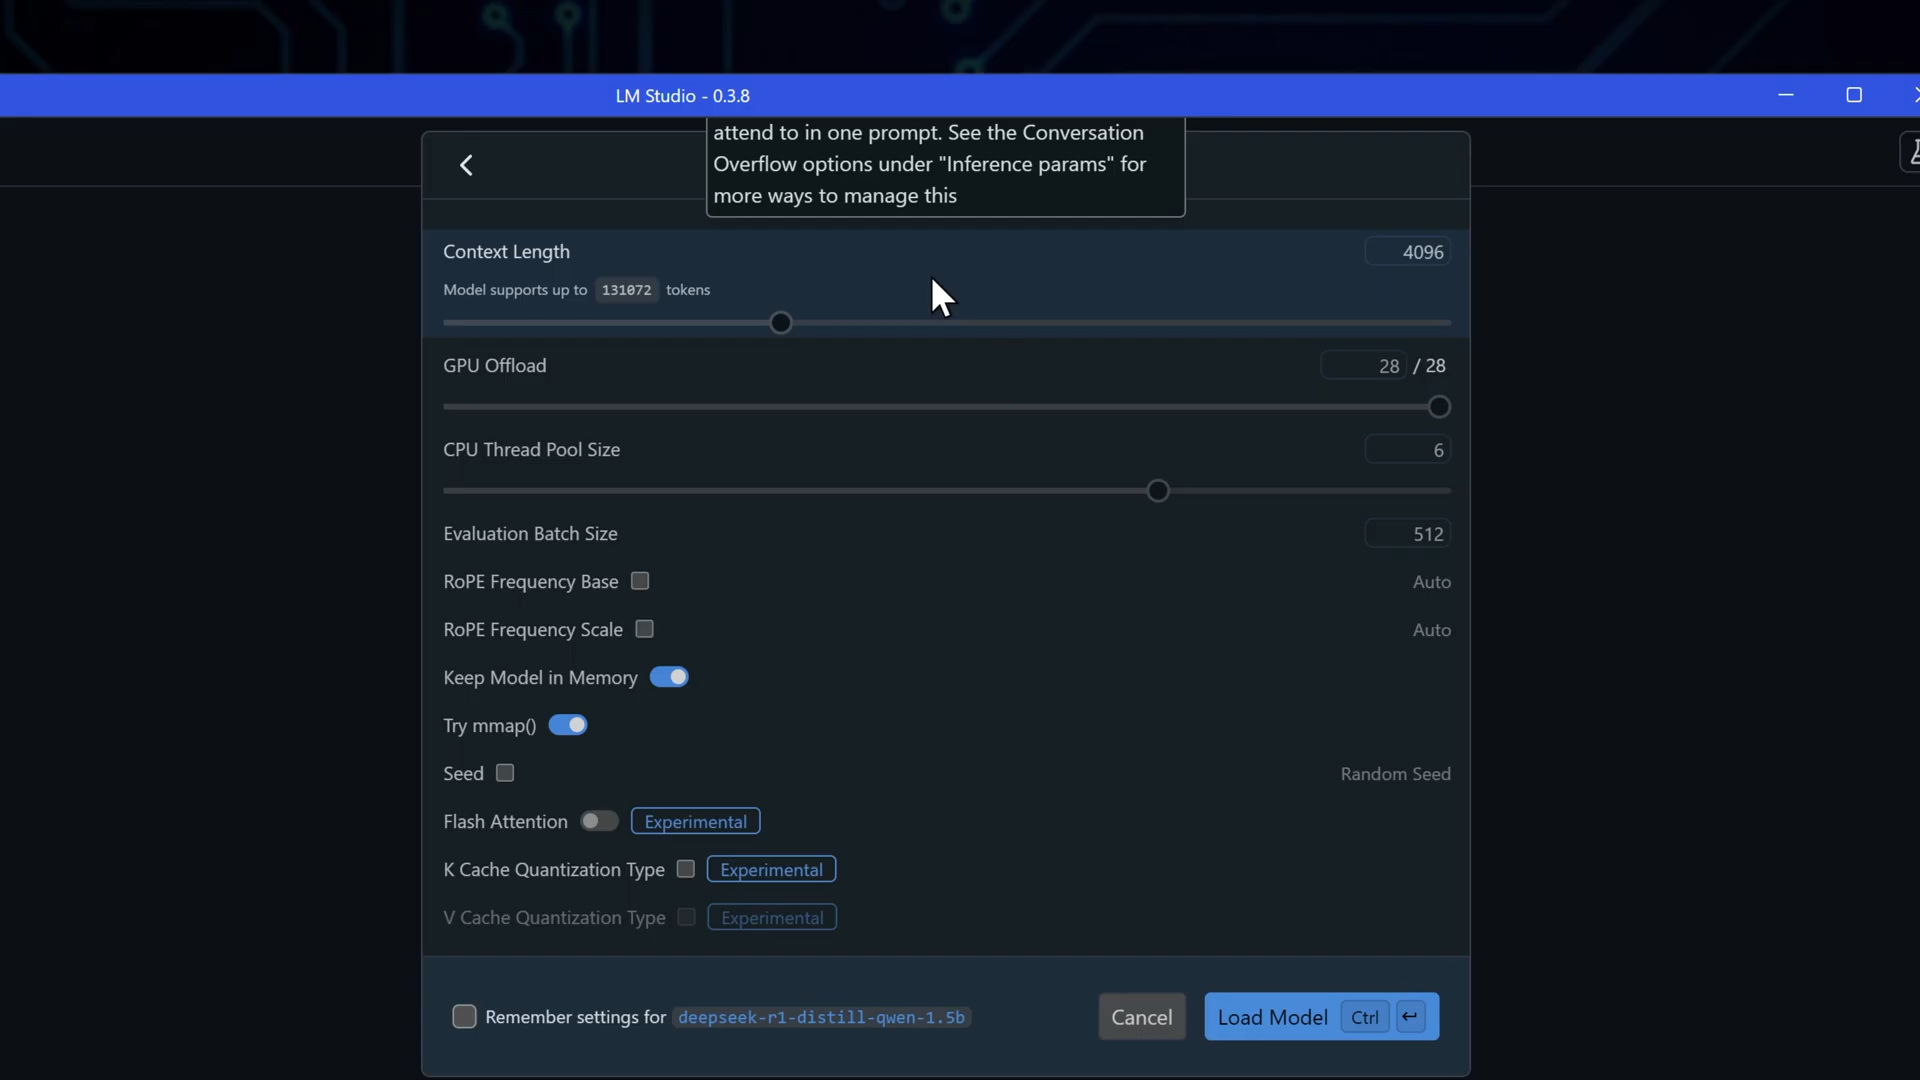 LM Studio - 0.3.8
attend to in one prompt. See the Conversation
Overflow options under "Inference params" for
more ways to manage this
Context Length 4096
Model supports up to 131072 tokens
GPU Offload 28 / 28
CPU Thread Pool Size 6
Evaluation Batch Size 512
RoPE Frequency Base Auto
RoPE Frequency Scale Auto
Keep Model in Memory
Try mmap()
Seed Random Seed
Flash Attention Experimental
K Cache Quantization Type Experimental
V Cache Quantization Type Experimental
Remember settings for deepseek-r1-distill-qwen-1.5b Cancel Load Model Ctrl ↵